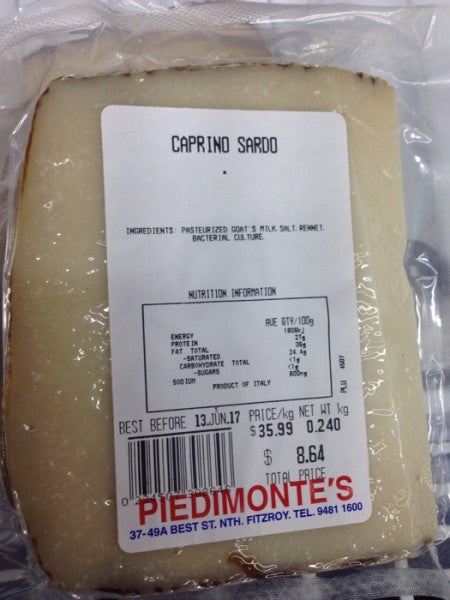 CAPRINO SARDO
INGREDIENTS: PASTEURIZED GOAT'S MILK. SALT. RENNET.
BACTERIAL CULTURE.
NUTRITION INFORMATION
AVE QTY/100g
ENERGY
PROTEIN 27g
FAT TOTAL
-SATURATED 24.4g
CARBOHYDRATE TOTAL <1g
-SUGARS <1g
SODIUM 600mg
PRODUCT OF ITALY
PLU
BEST BEFORE 13.JUN.17 PRICE/kg NET WT kg
$35.99 0.240
$ 8.64
TOTAL PRICE
PIEDIMONTE'S
37-49A BEST ST. NTH. FITZROY. TEL. 9481 1600